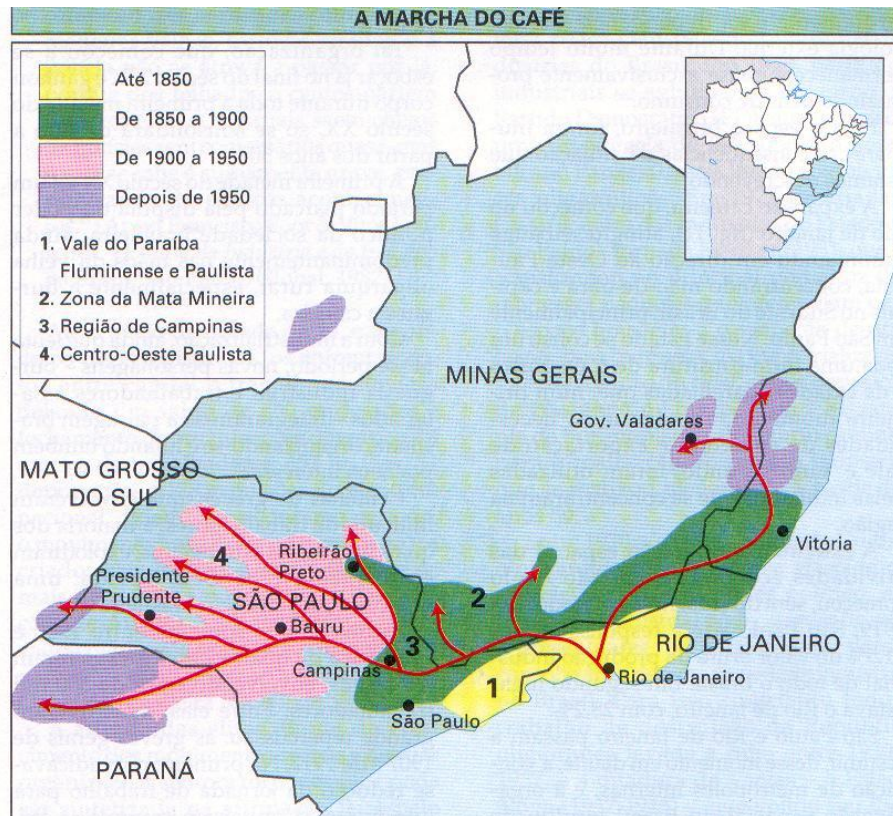 A MARCHA DO CAFÉ
Até 1850
De 1850 a 1900
De 1900 a 1950
Depois de 1950
1. Vale do Paraíba
Fluminense e Paulista
2. Zona da Mata Mineira
3. Região de Campinas
4. Centro-Oeste Paulista
MINAS GERAIS
Gov. Valadares
MATO GROSSO
DO SUL
4
Ribeirão
Preto
2
Vitória
Presidente
Prudente
SÃO PAULO
Bauru
3
RIO DE JANEIRO
Campinas
1
Rio de Janeiro
São Paulo
PARANÁ